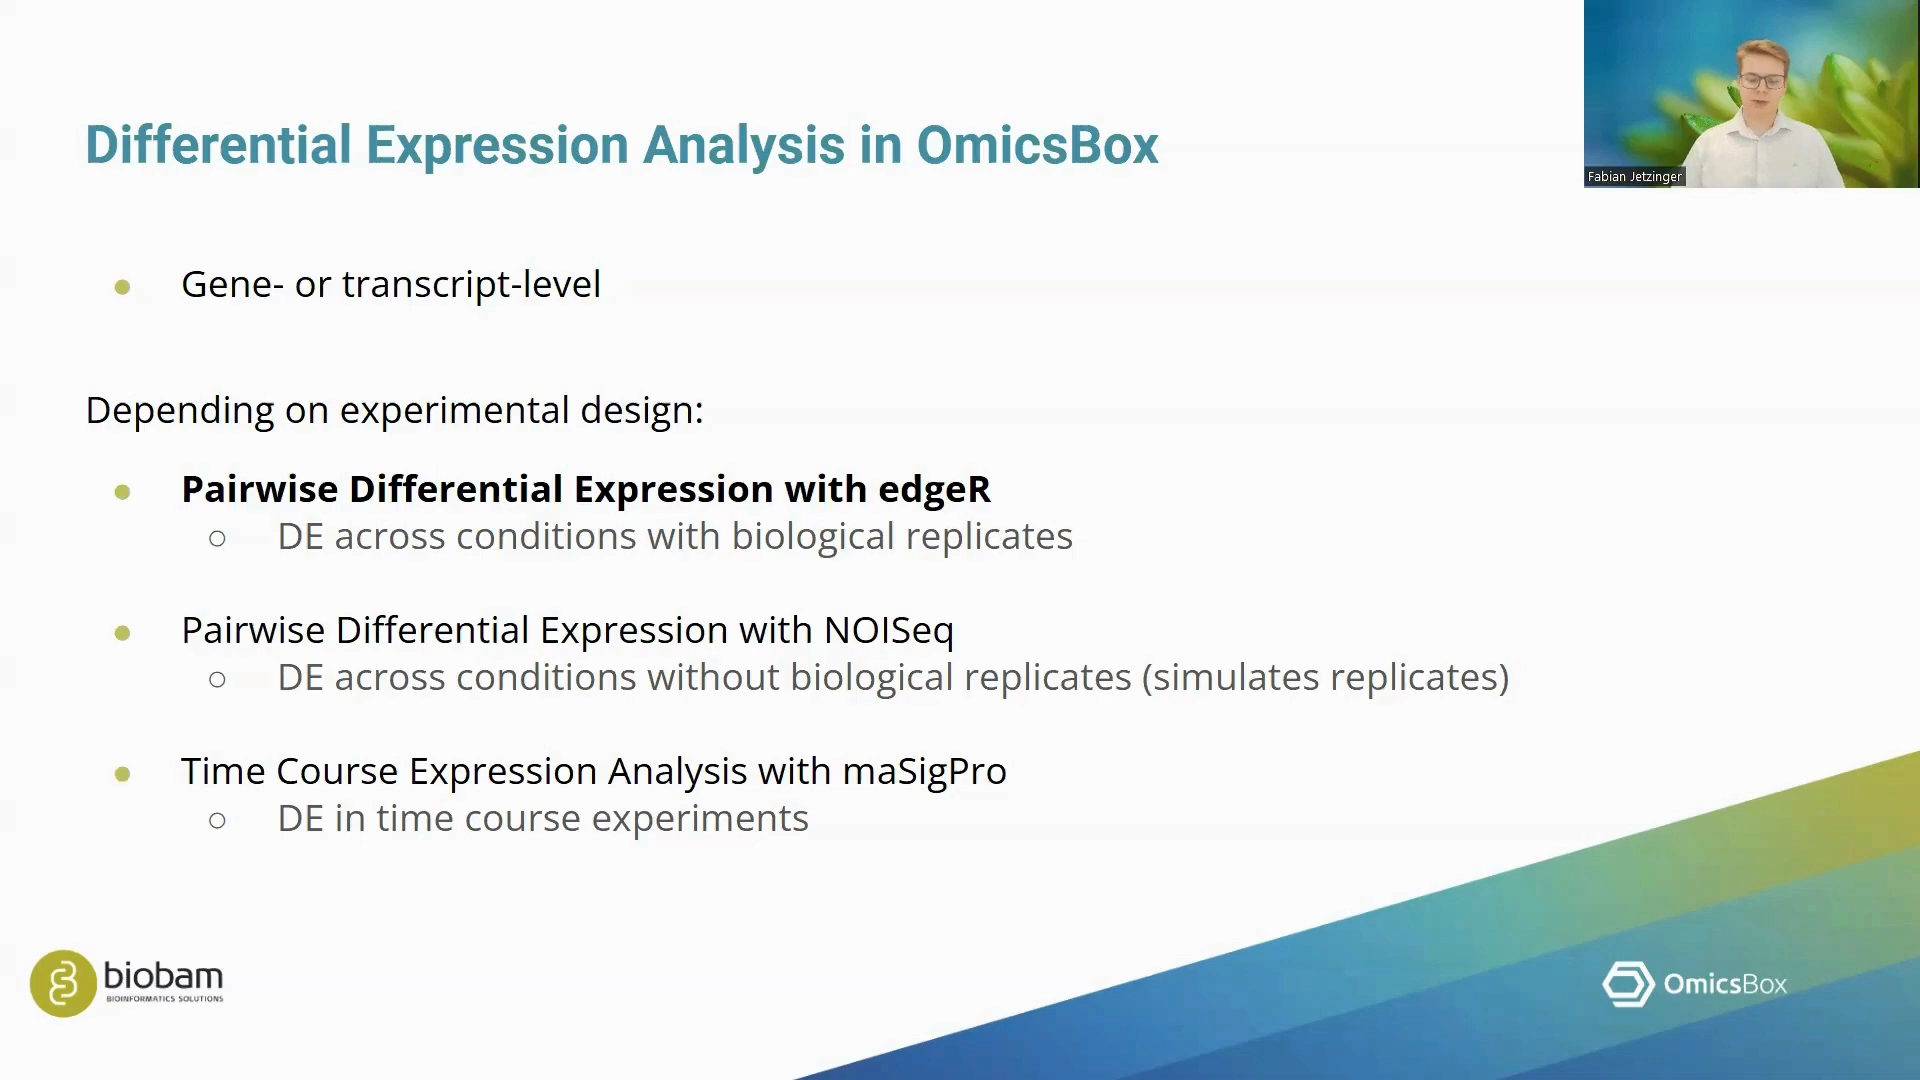 Differential Expression Analysis in OmicsBox
Fabian Jetzinger
Gene- or transcript-level
Depending on experimental design:
Pairwise Differential Expression with edgeR
DE across conditions with biological replicates
Pairwise Differential Expression with NOISeq
DE across conditions without biological replicates (simulates replicates)
Time Course Expression Analysis with maSigPro
DE in time course experiments
biobam
BIOINFORMATICS SOLUTIONS
OmicsBox